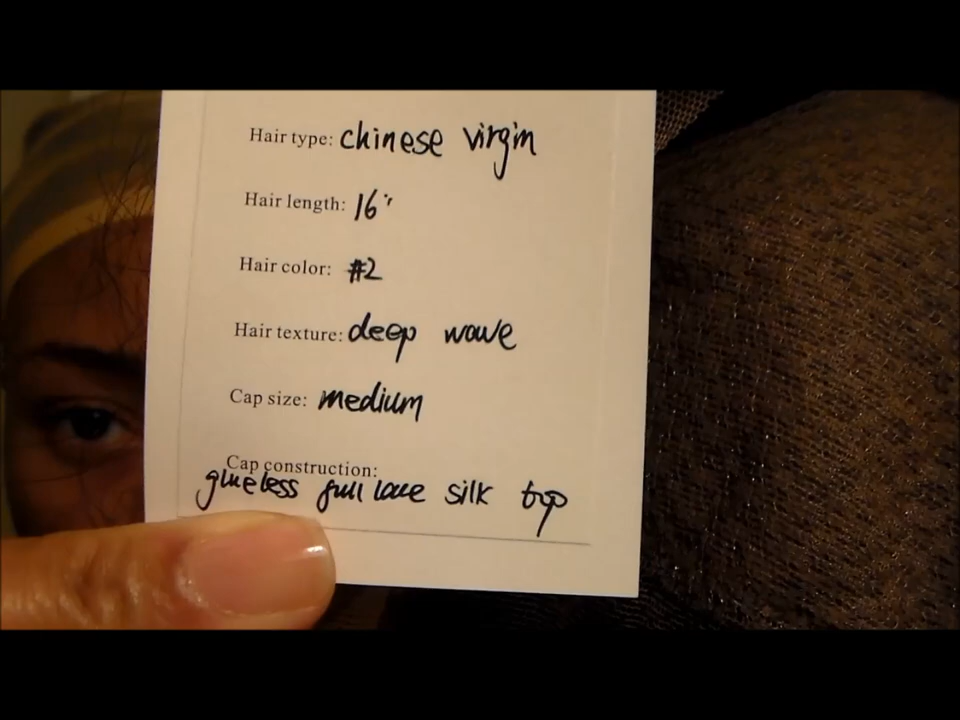 Hair type: chinese virgin
Hair length: 16"
Hair color: #2
Hair texture: deep wave
Cap size: medium
Cap construction:
glueless full lace silk top